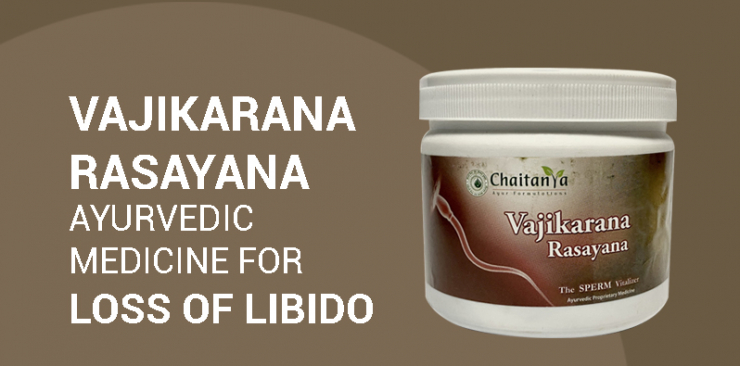 VAJIKARANA
RASAYANA
AYURVEDIC
MEDICINE FOR
LOSS OF LIBIDO
Chaitanya
Ayur Formulations
Vajikarana
Rasayana
The SPERM Vitalizer
Ayurvedic Proprietary Medicine